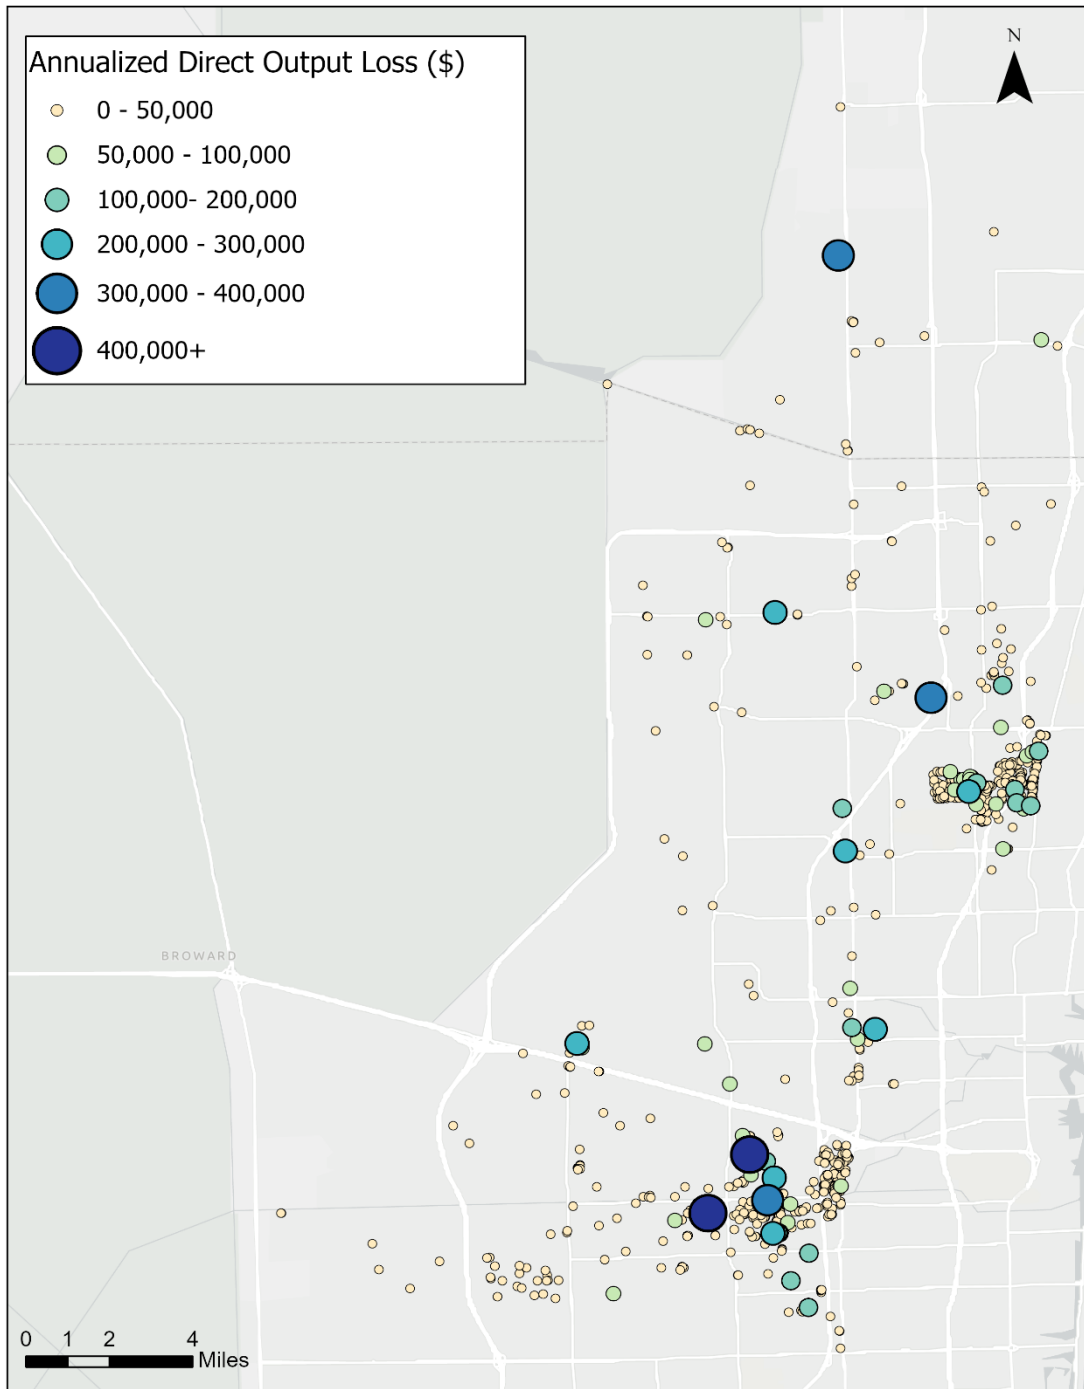 Annualized Direct Output Loss ($)
0 - 50,000
50,000 - 100,000
100,000- 200,000
200,000 - 300,000
300,000 - 400,000
400,000+
N
BROWARD
0 1 2 4
Miles